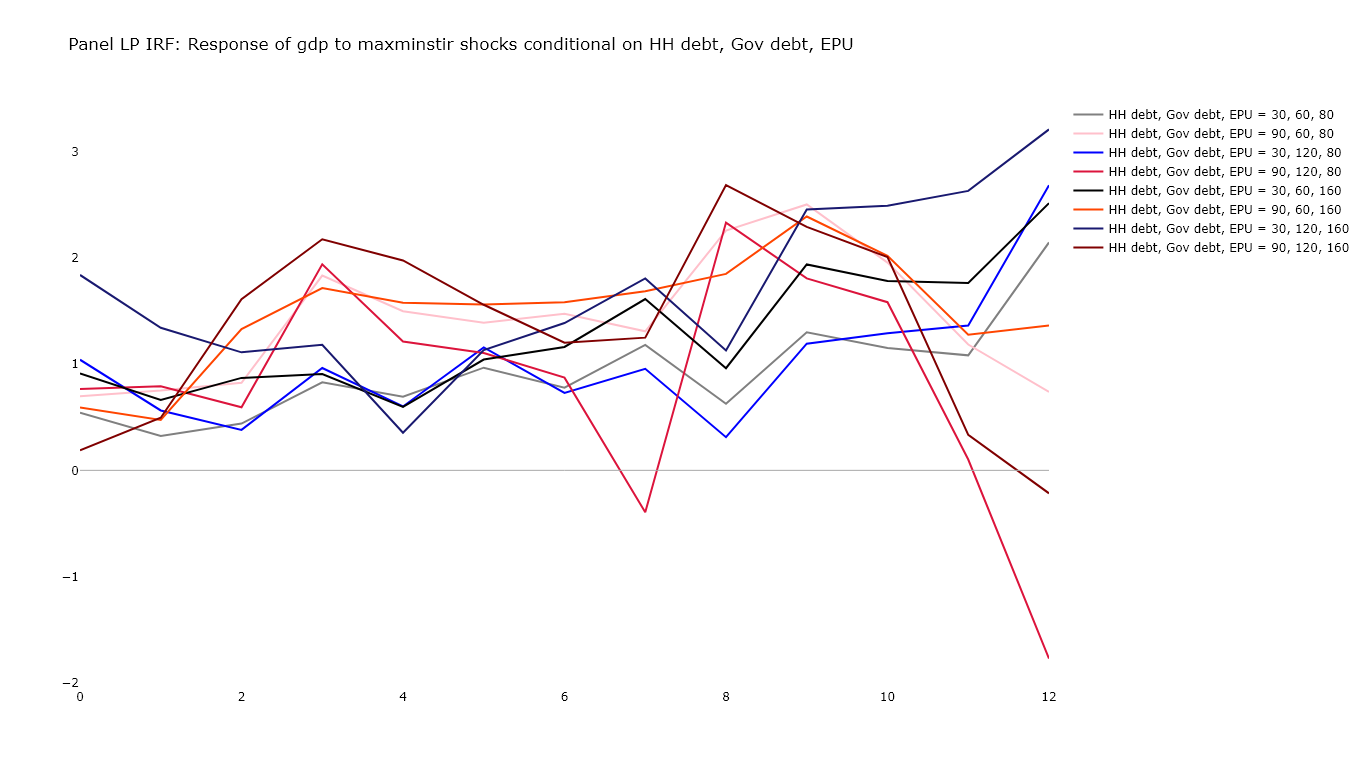 Panel LP IRF: Response of gdp to maxminstir shocks conditional on HH debt, Gov debt, EPU
HH debt, Gov debt, EPU = 30, 60, 80
HH debt, Gov debt, EPU = 90, 60, 80
HH debt, Gov debt, EPU = 30, 120, 80
HH debt, Gov debt, EPU = 90, 120, 80
HH debt, Gov debt, EPU = 30, 60, 160
HH debt, Gov debt, EPU = 90, 60, 160
HH debt, Gov debt, EPU = 30, 120, 160
HH debt, Gov debt, EPU = 90, 120, 160
3
2
1
0
−1
−2
0 2 4 6 8 10 12